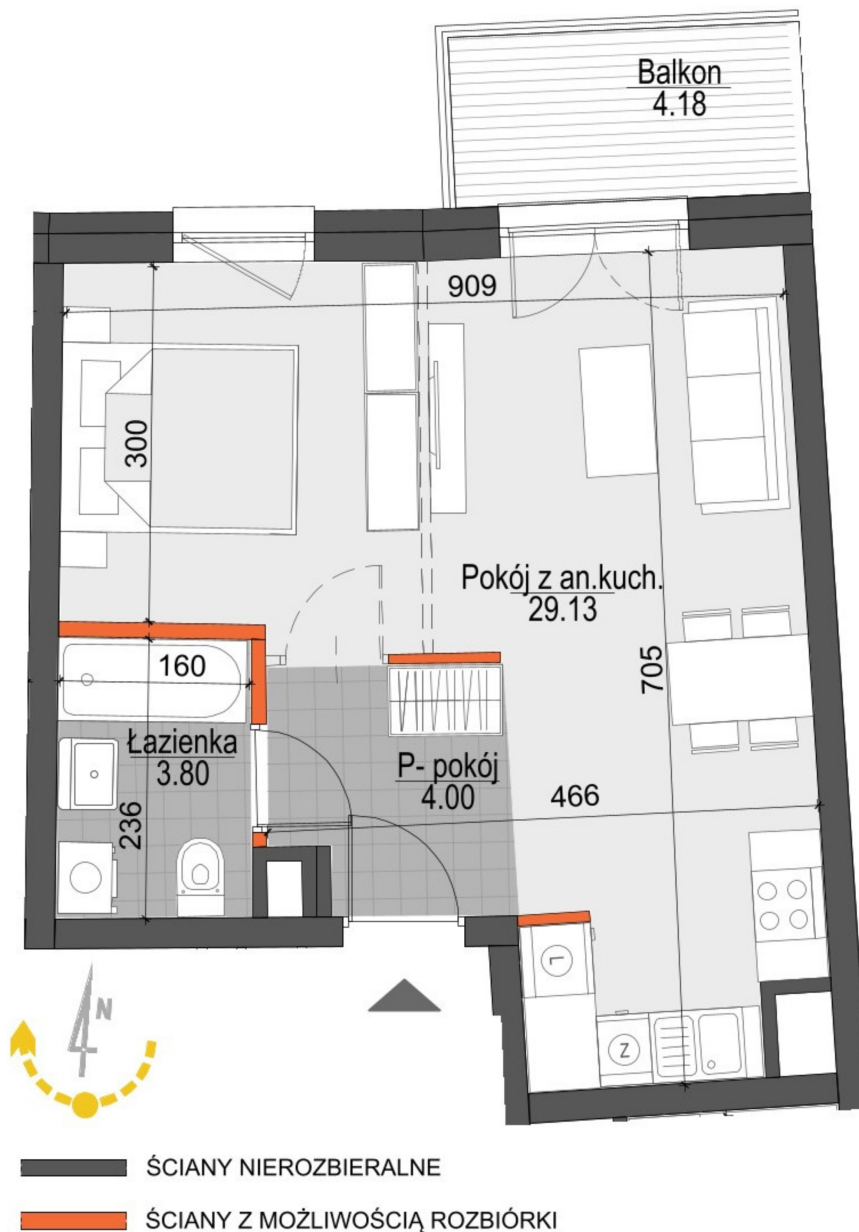 Balkon
4.18
909
300
Pokój z an.kuch.
29.13
160
705
Łazienka
3.80
P- pokój
4.00
466
236
L
Z
N
ŚCIANY NIEROZBIERALNE
ŚCIANY Z MOŻLIWOŚCIĄ ROZBIÓRKI